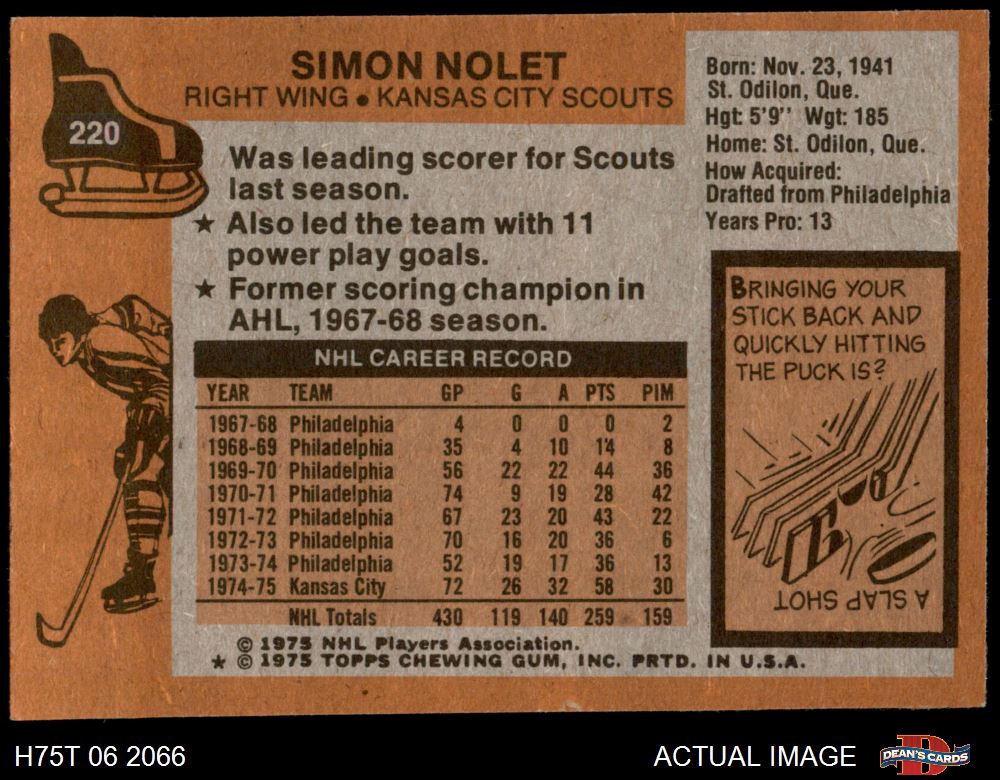 SIMON NOLET
RIGHT WING • KANSAS CITY SCOUTS
220
Born: Nov. 23, 1941
St. Odilon, Que.
Hgt: 5'9'' Wgt: 185
Home: St. Odilon, Que.
How Acquired:
Drafted from Philadelphia
Years Pro: 13
Was leading scorer for Scouts
last season.
★ Also led the team with 11
power play goals.
★ Former scoring champion in
AHL, 1967-68 season.
NHL CAREER RECORD
YEAR TEAM GP G A PTS PIM
1967-68 Philadelphia 4 0 0 0 2
1968-69 Philadelphia 35 4 10 14 8
1969-70 Philadelphia 56 22 22 44 36
1970-71 Philadelphia 74 9 19 28 42
1971-72 Philadelphia 67 23 20 43 22
1972-73 Philadelphia 70 16 20 36 6
1973-74 Philadelphia 52 19 17 36 13
1974-75 Kansas City 72 26 32 58 30
NHL Totals 430 119 140 259 159
BRINGING YOUR
STICK BACK AND
QUICKLY HITTING
THE PUCK IS?
A SLAP SHOT
© 1975 NHL Players Association.
★ © 1975 TOPPS CHEWING GUM, INC. PRTD. IN U.S.A.
H75T 06 2066
ACTUAL IMAGE
DEAN'S CARDS